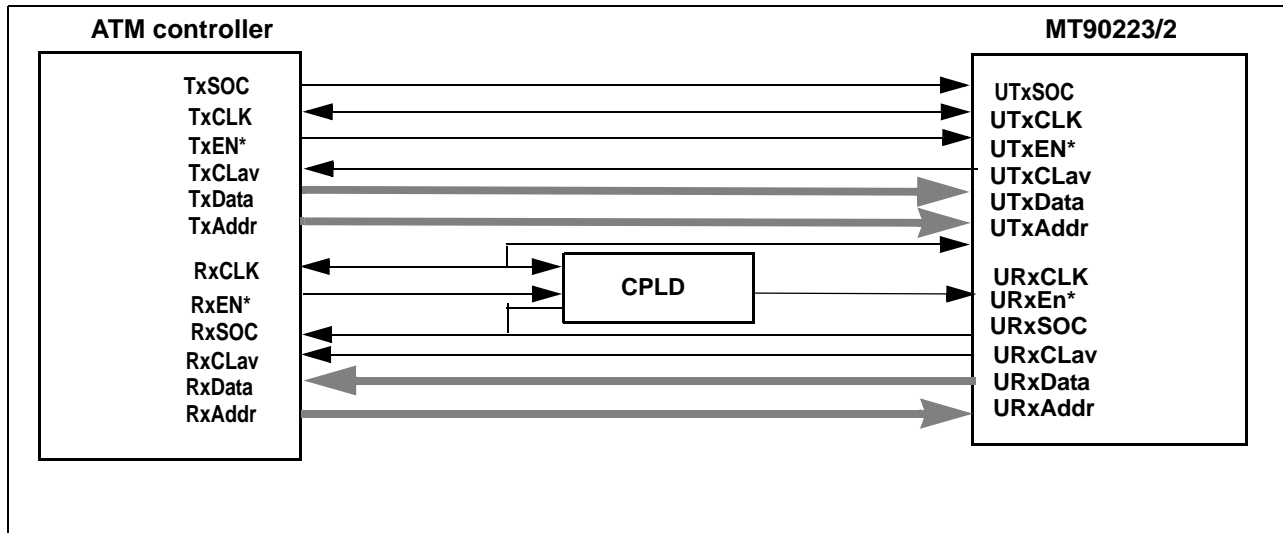 ATM controller
MT90223/2
TxSOC
TxCLK
TxEN*
TxCLav
TxData
TxAddr
RxCLK
RxEN*
RxSOC
RxCLav
RxData
RxAddr
CPLD
UTxSOC
UTxCLK
UTxEN*
UTxCLav
UTxData
UTxAddr
URxCLK
URxEn*
URxSOC
URxCLav
URxData
URxAddr